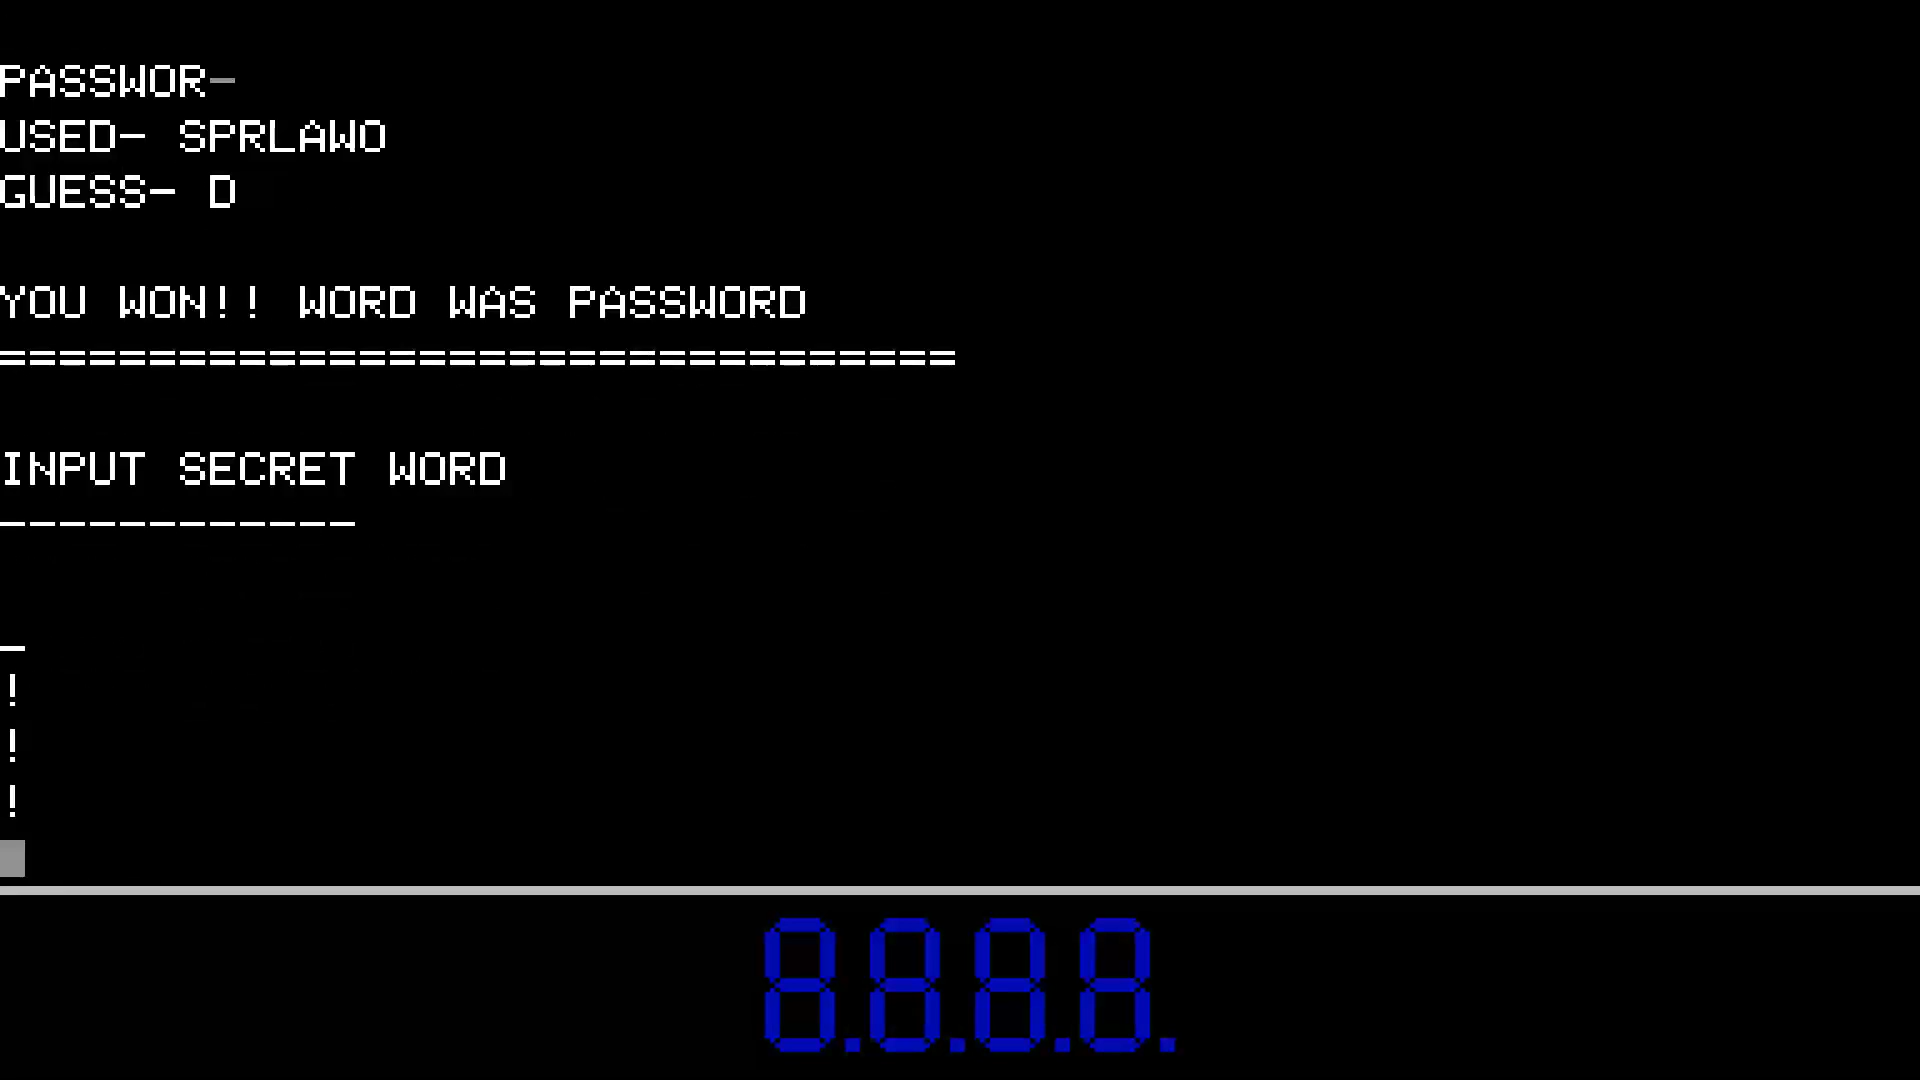 PASSWOR-
USED- SPRLAWO
GUESS- D
YOU WON!! WORD WAS PASSWORD
================================
INPUT SECRET WORD
------------
_
!
!
!
8.8.8.8.